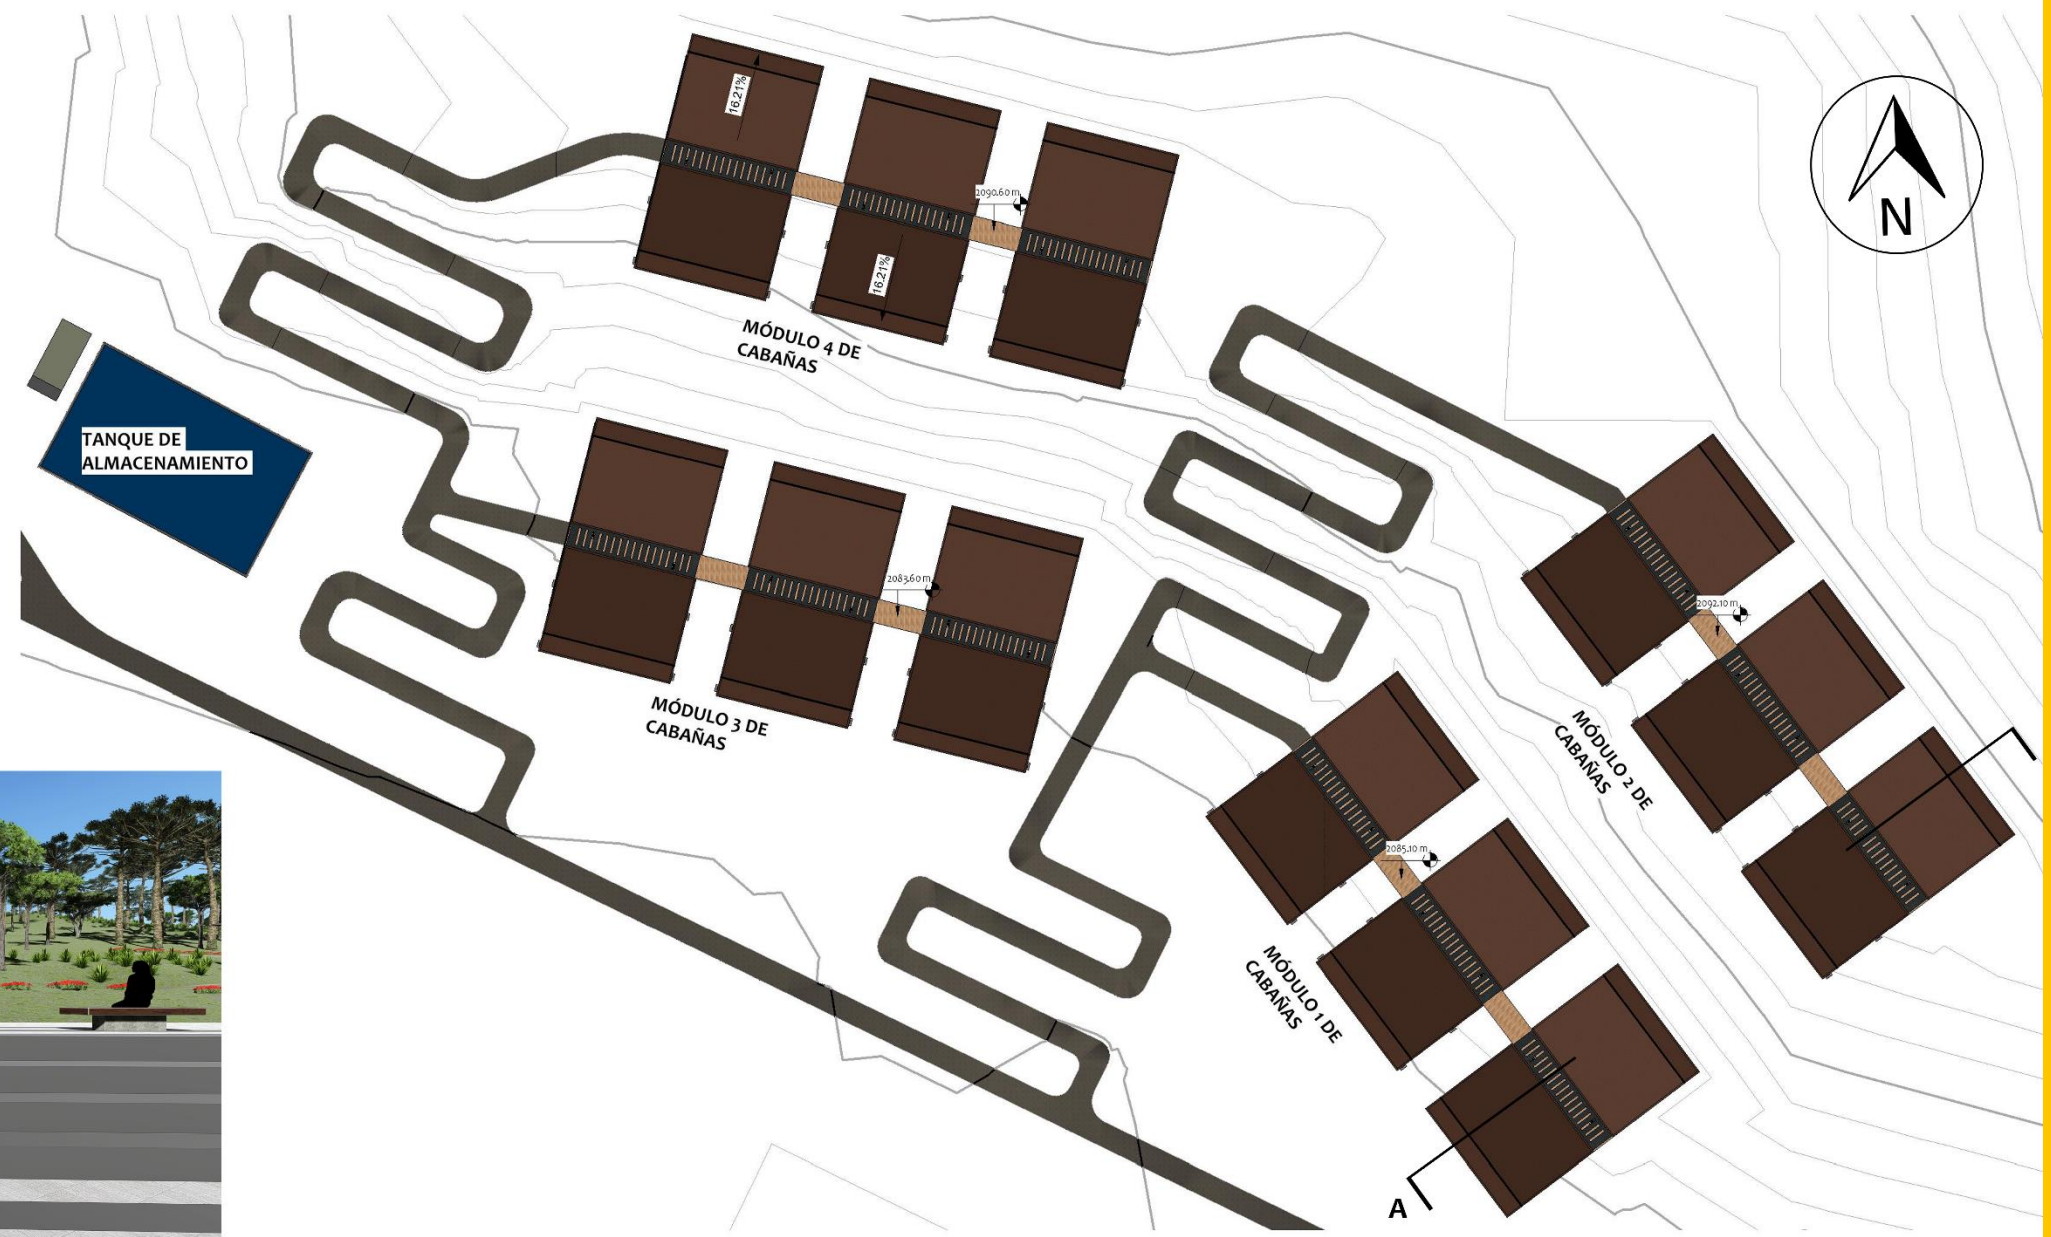 16.21%
2090.60 m
16.21%
N
MÓDULO 4 DE
CABAÑAS
TANQUE DE
ALMACENAMIENTO
2083.60 m
2092.10 m
MÓDULO 3 DE
CABAÑAS
MÓDULO 2 DE
CABAÑAS
2085.10 m
MÓDULO 1 DE
CABAÑAS
A